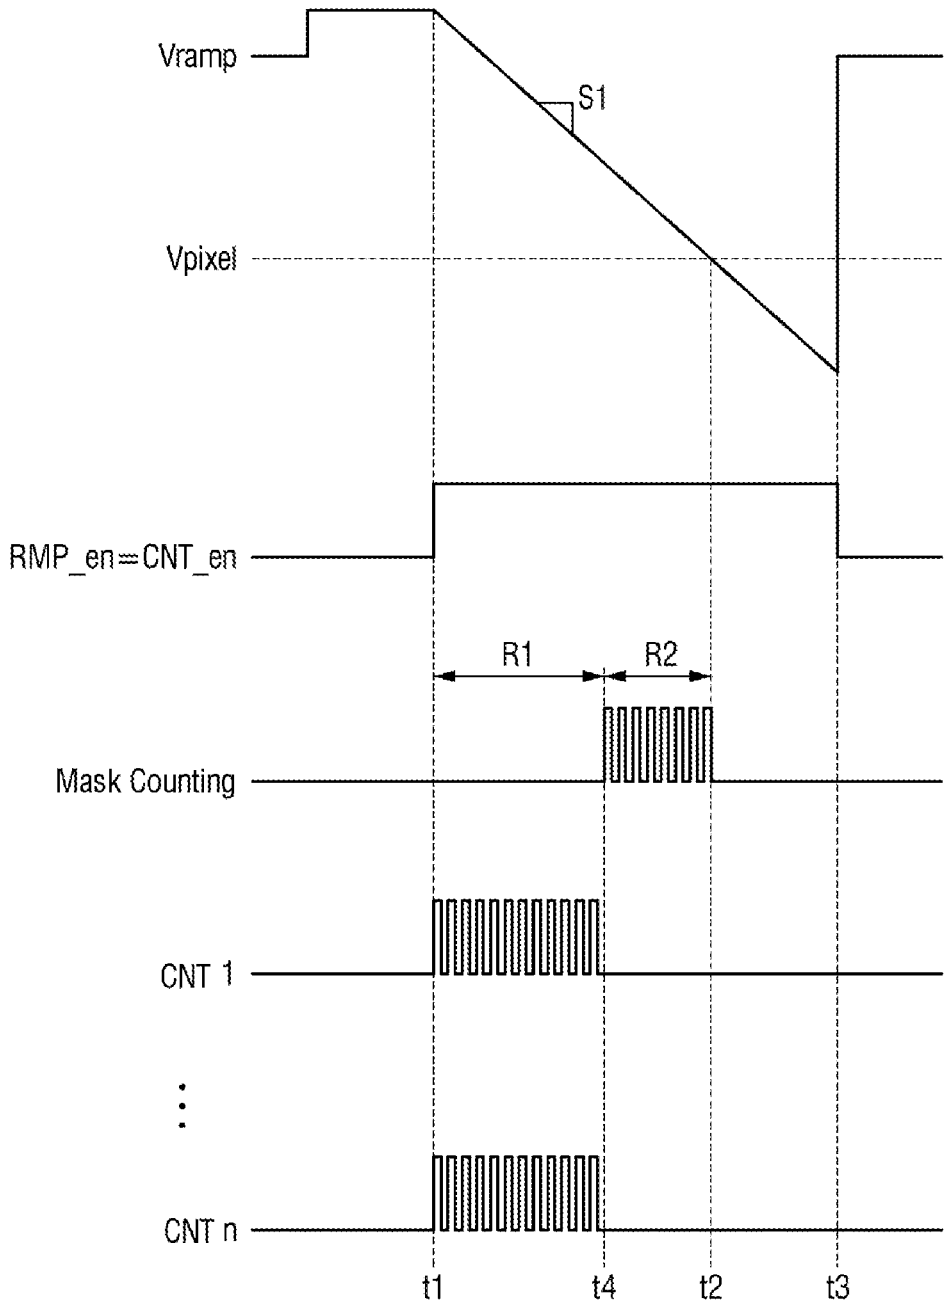 Vramp
S1
Vpixel
RMP_en=CNT_en
R1 R2
Mask Counting
CNT 1
⋮
CNT n
t1 t4 t2 t3